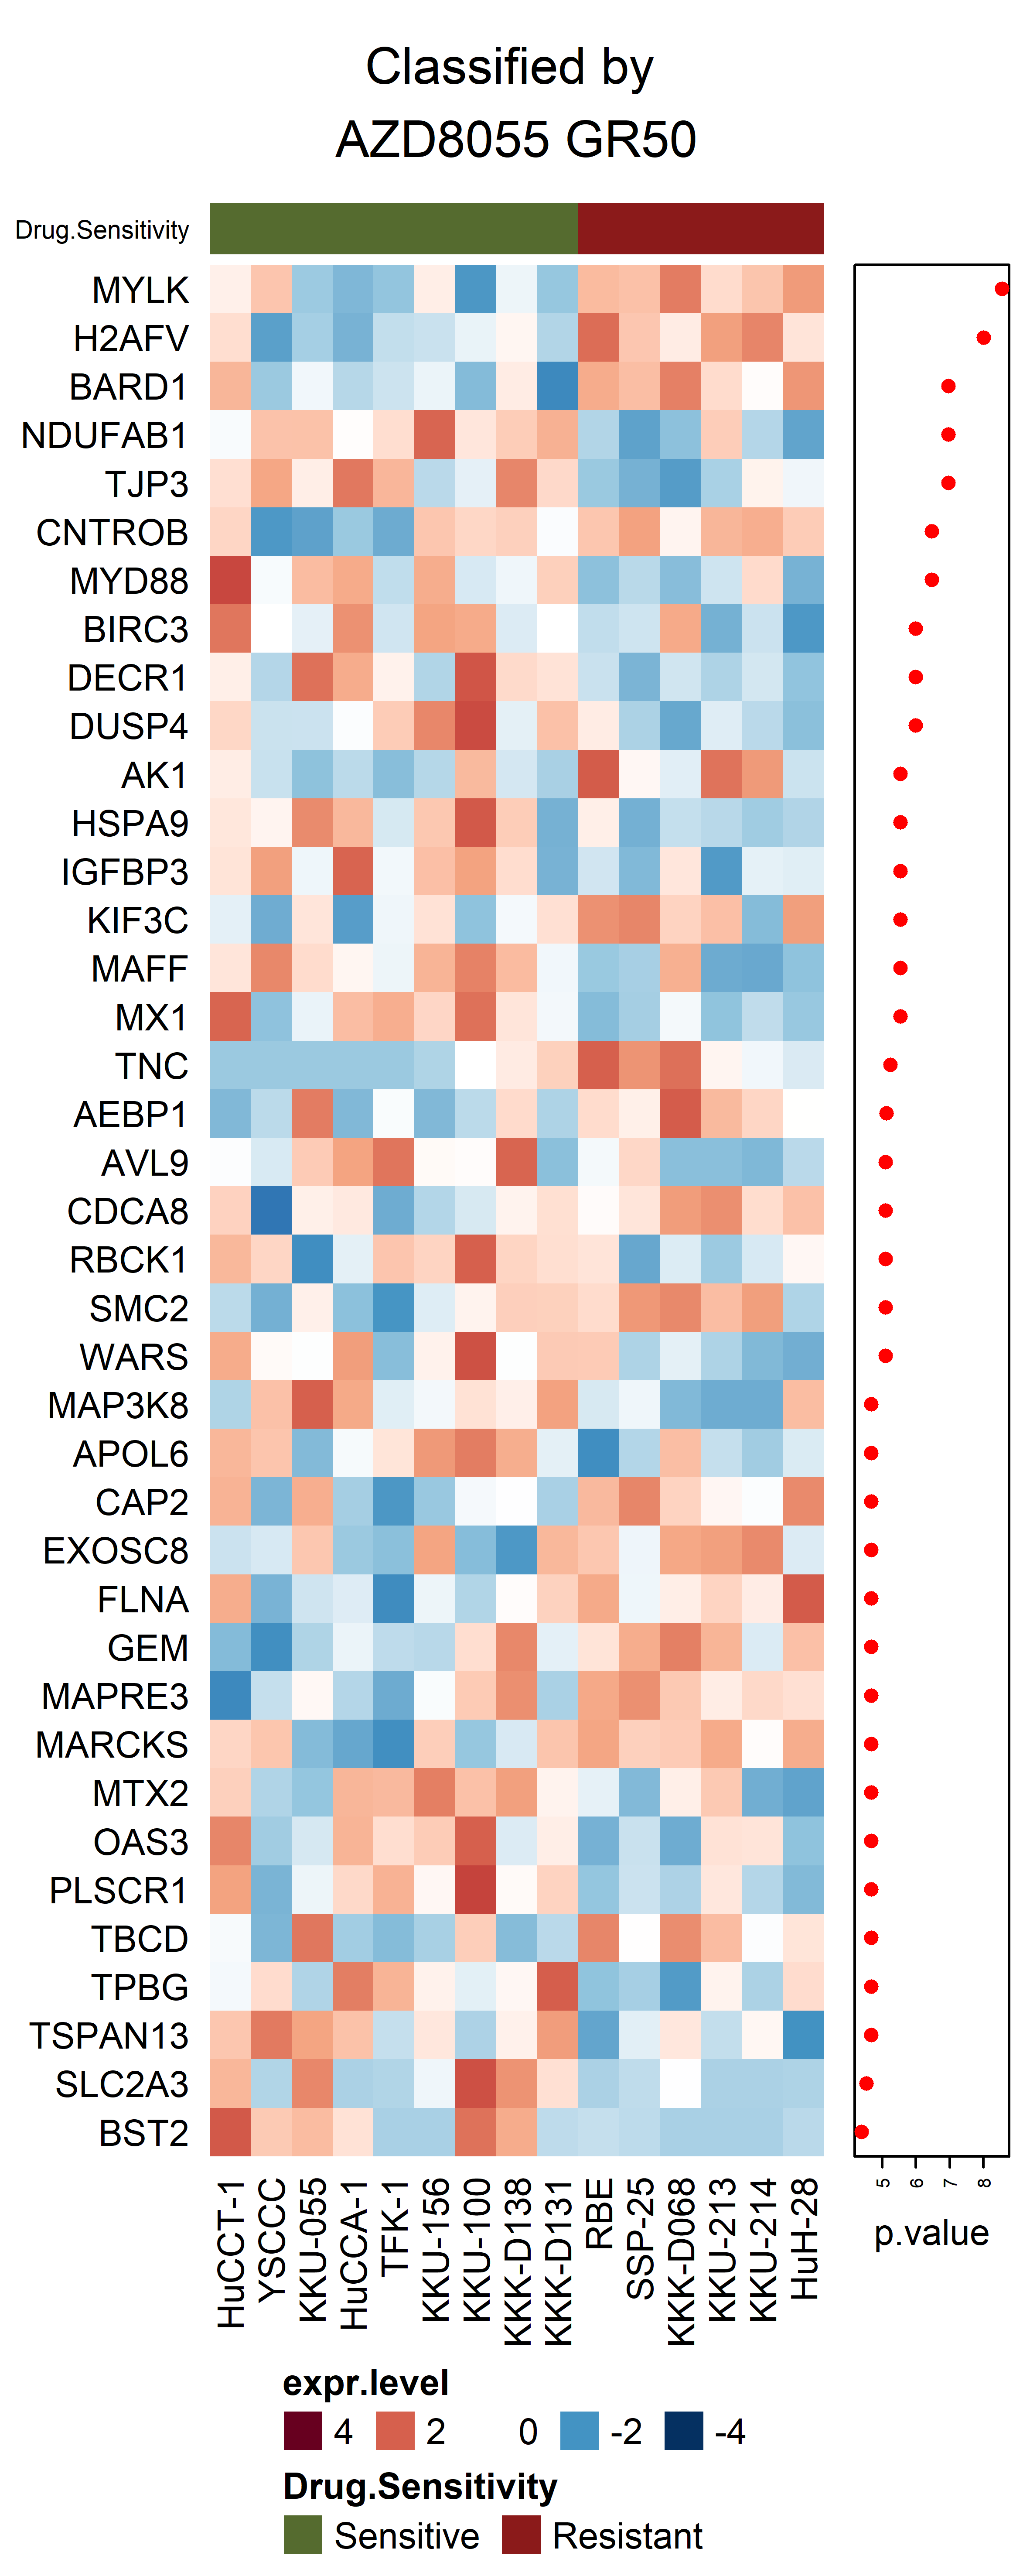 Classified by
AZD8055 GR50
Drug.Sensitivity
MYLK
H2AFV
BARD1
NDUFAB1
TJP3
CNTROB
MYD88
BIRC3
DECR1
DUSP4
AK1
HSPA9
IGFBP3
KIF3C
MAFF
MX1
TNC
AEBP1
AVL9
CDCA8
RBCK1
SMC2
WARS
MAP3K8
APOL6
CAP2
EXOSC8
FLNA
GEM
MAPRE3
MARCKS
MTX2
OAS3
PLSCR1
TBCD
TPBG
TSPAN13
SLC2A3
BST2
HuCCT-1
YSCCC
KKU-055
HuCCA-1
TFK-1
KKU-156
KKU-100
KKK-D138
KKK-D131
RBE
SSP-25
KKK-D068
KKU-213
KKU-214
HuH-28
5 6 7 8
p.value
expr.level
4 2 0 -2 -4
Drug.Sensitivity
Sensitive Resistant